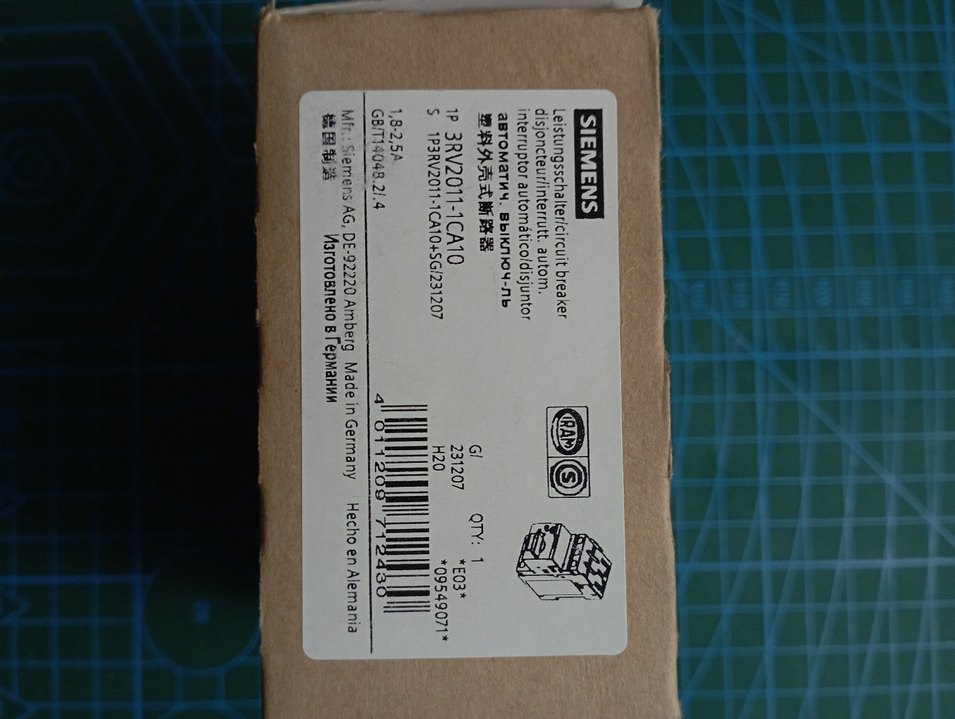 SIEMENS
Leistungsschalter/circuit breaker
disjoncteur/interrutt. autom.
interruptor automático/disjuntor
автоматич. выключ-ль
塑料外壳式断路器
1P 3RV2011-1CA10
S 1P3RV2011-1CA10+SG/231207
1,8-2,5A
GB/T14048.2/.4
IRAM
S
G/
231207
H20
QTY: 1
*E03*
*09549071*
4 011209 712430
Mfr.: Siemens AG, DE-92220 Amberg Made in Germany Hecho en Alemania
德国制造 Изготовлено в Германии